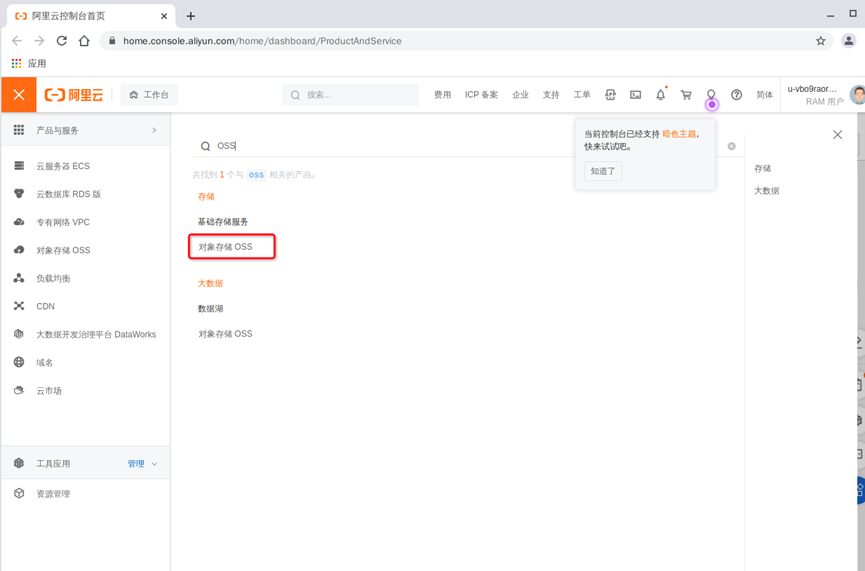 阿里云控制台首页
home.console.aliyun.com/home/dashboard/ProductAndService
应用
阿里云
工作台
搜索...
费用
ICP 备案
企业
支持
工单
简体
u-vbo9raor...
RAM 用户
产品与服务
云服务器 ECS
云数据库 RDS 版
专有网络 VPC
对象存储 OSS
负载均衡
CDN
大数据开发治理平台 DataWorks
域名
云市场
工具应用
管理
资源管理
OSS
共找到 1 个与 OSS 相关的产品。
存储
基础存储服务
对象存储 OSS
大数据
数据湖
对象存储 OSS
当前控制台已经支持 暗色主题,
快来试试吧。
知道了
存储
大数据